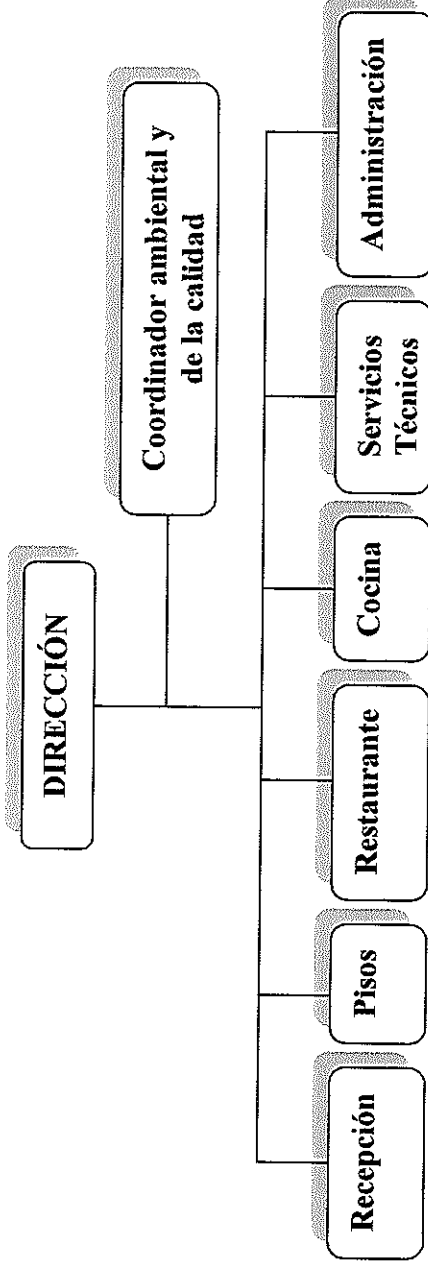 DIRECCIÓN
Coordinador ambiental y
de la calidad
Recepción
Pisos
Restaurante
Cocina
Servicios
Técnicos
Administración